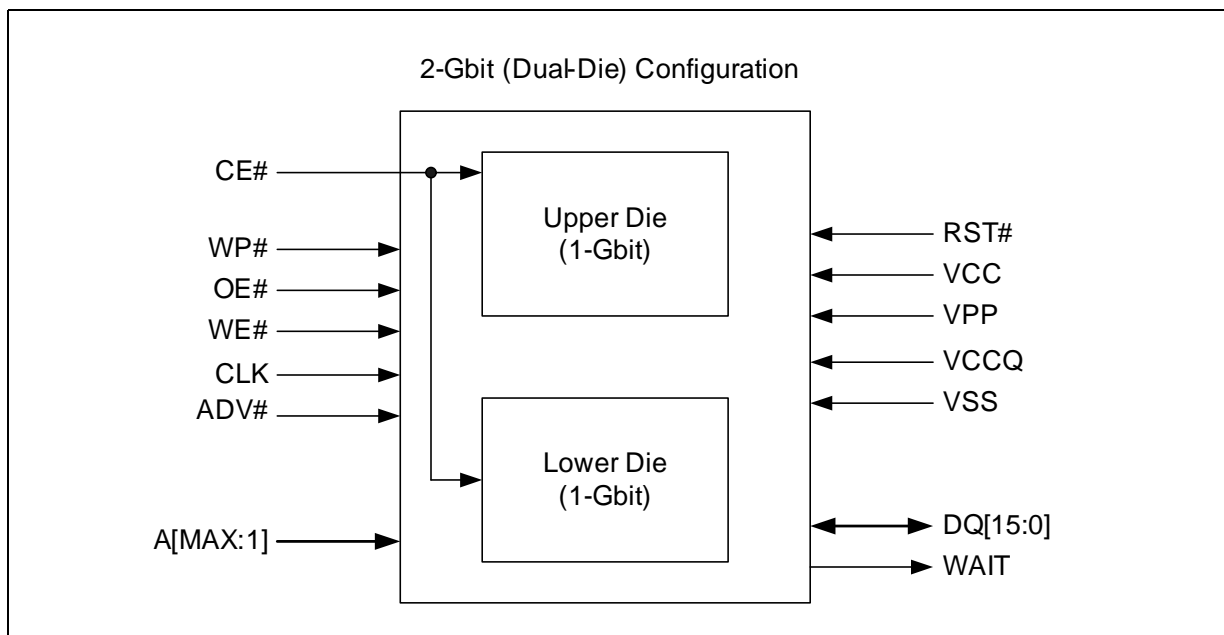 2-Gbit (Dual-Die) Configuration
CE#
WP#
OE#
WE#
CLK
ADV#
A[MAX:1]
Upper Die
(1-Gbit)
Lower Die
(1-Gbit)
RST#
VCC
VPP
VCCQ
VSS
DQ[15:0]
WAIT